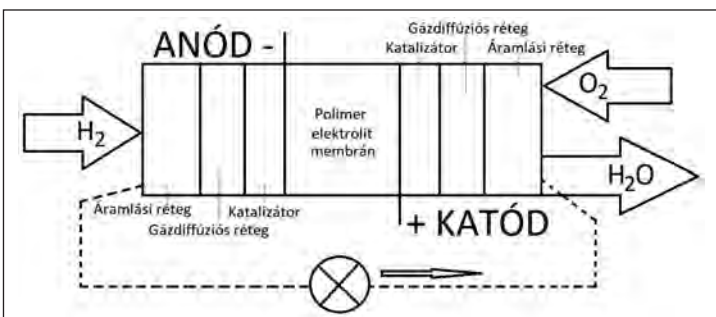 Gázdiffúziós réteg
ANÓD -
Katalizátor
Áramlási réteg
H2
O2
Polimer
elektrolit
membrán
H2O
Áramlási réteg
Katalizátor
Gázdiffúziós réteg
+ KATÓD